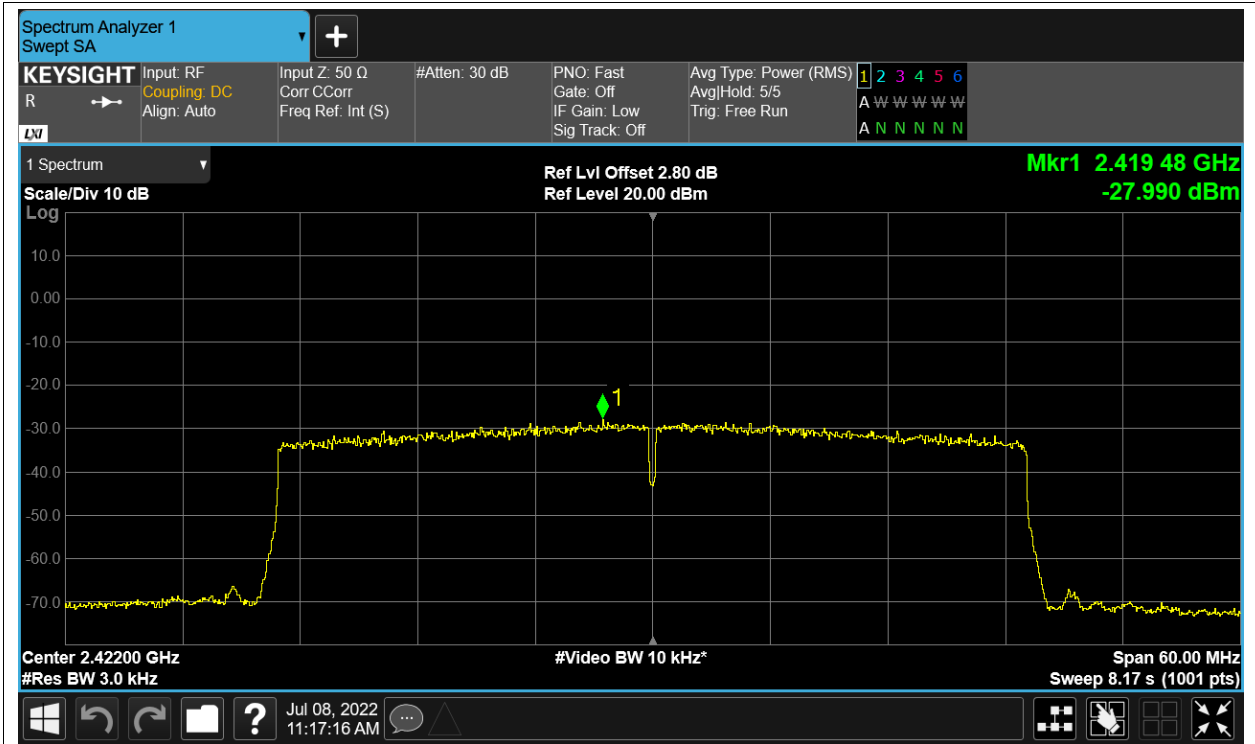 Spectrum Analyzer 1
Swept SA
KEYSIGHT
R
LXI
Input: RF
Coupling: DC
Align: Auto
Input Z: 50 Ω
Corr CCorr
Freq Ref: Int (S)
#Atten: 30 dB
PNO: Fast
Gate: Off
IF Gain: Low
Sig Track: Off
Avg Type: Power (RMS)
Avg|Hold: 5/5
Trig: Free Run
1 2 3 4 5 6
A W W W W W
A N N N N N
1 Spectrum
Scale/Div 10 dB
Log
Ref Lvl Offset 2.80 dB
Ref Level 20.00 dBm
Mkr1 2.419 48 GHz
-27.990 dBm
10.0
0.00
-10.0
-20.0
1
-30.0
-40.0
-50.0
-60.0
-70.0
Center 2.42200 GHz
#Res BW 3.0 kHz
#Video BW 10 kHz*
Span 60.00 MHz
Sweep 8.17 s (1001 pts)
?
Jul 08, 2022
11:17:16 AM